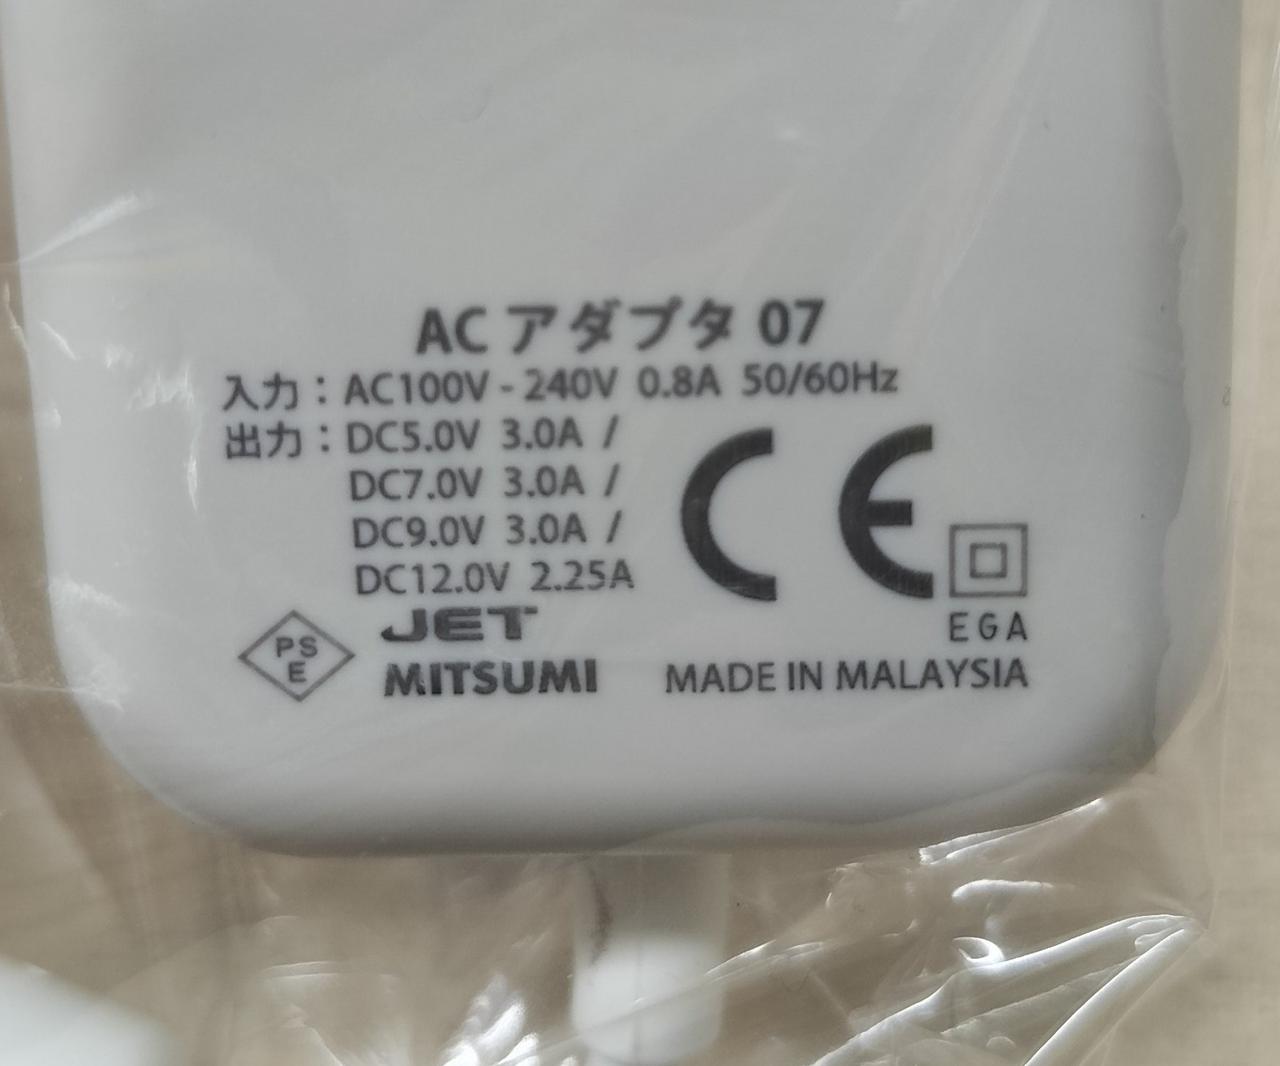 ACアダプタ 07
入力：AC100V - 240V 0.8A 50/60Hz
出力：DC5.0V 3.0A /
DC7.0V 3.0A /
DC9.0V 3.0A /
DC12.0V 2.25A
CE
EGA
PS
E
JET
MITSUMI
MADE IN MALAYSIA